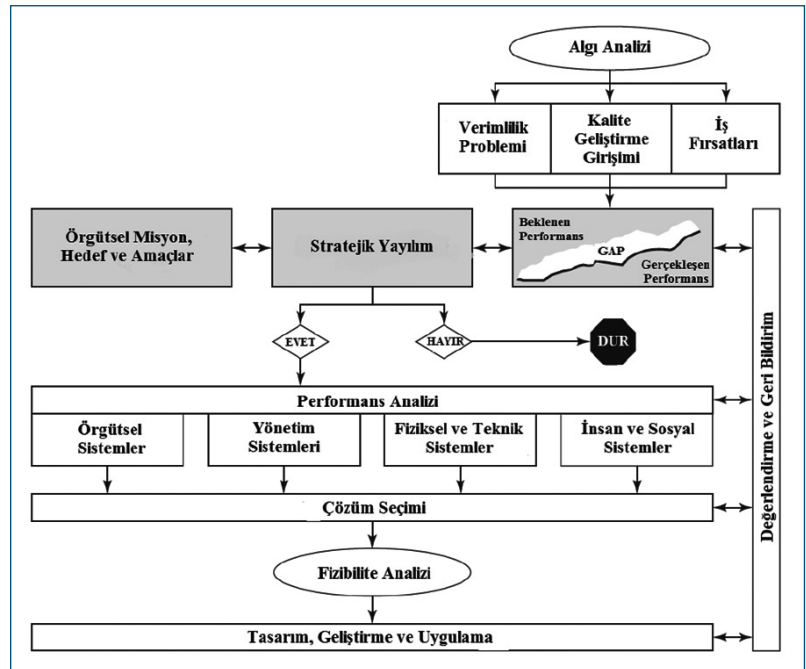 Algı Analizi
Verimlilik
Problemi
Kalite
Geliştirme
Girişimi
İş
Fırsatları
Örgütsel Misyon,
Hedef ve Amaçlar
Stratejik Yayılım
Beklenen
Performans
GAP
Gerçekleşen
Performans
EVET
HAYIR
DUR
Performans Analizi
Örgütsel
Sistemler
Yönetim
Sistemleri
Fiziksel ve Teknik
Sistemler
İnsan ve Sosyal
Sistemler
Çözüm Seçimi
Fizibilite Analizi
Tasarım, Geliştirme ve Uygulama
Değerlendirme ve Geri Bildirim